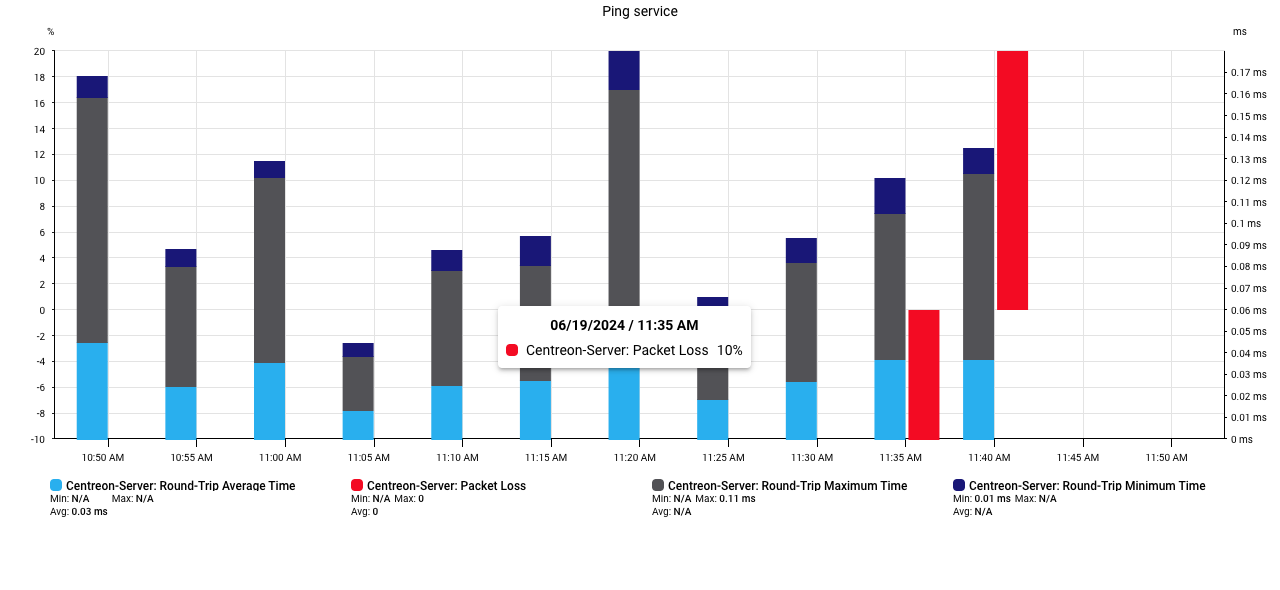 Ping service
% ms
20
18 0.17 ms
16 0.16 ms
0.15 ms
14 0.14 ms
12 0.13 ms
10 0.12 ms
8 0.11 ms
6 0.1 ms
4 0.09 ms
0.08 ms
2 0.07 ms
0 0.06 ms
-2 0.05 ms
-4 0.04 ms
-6 0.03 ms
0.02 ms
-8 0.01 ms
-10 0 ms
06/19/2024 / 11:35 AM
Centreon-Server: Packet Loss 10%
10:50 AM 10:55 AM 11:00 AM 11:05 AM 11:10 AM 11:15 AM 11:20 AM 11:25 AM 11:30 AM 11:35 AM 11:40 AM 11:45 AM 11:50 AM
Centreon-Server: Round-Trip Average Time
Min: N/A Max: N/A
Avg: 0.03 ms
Centreon-Server: Packet Loss
Min: N/A Max: 0
Avg: 0
Centreon-Server: Round-Trip Maximum Time
Min: N/A Max: 0.11 ms
Avg: N/A
Centreon-Server: Round-Trip Minimum Time
Min: 0.01 ms Max: N/A
Avg: N/A